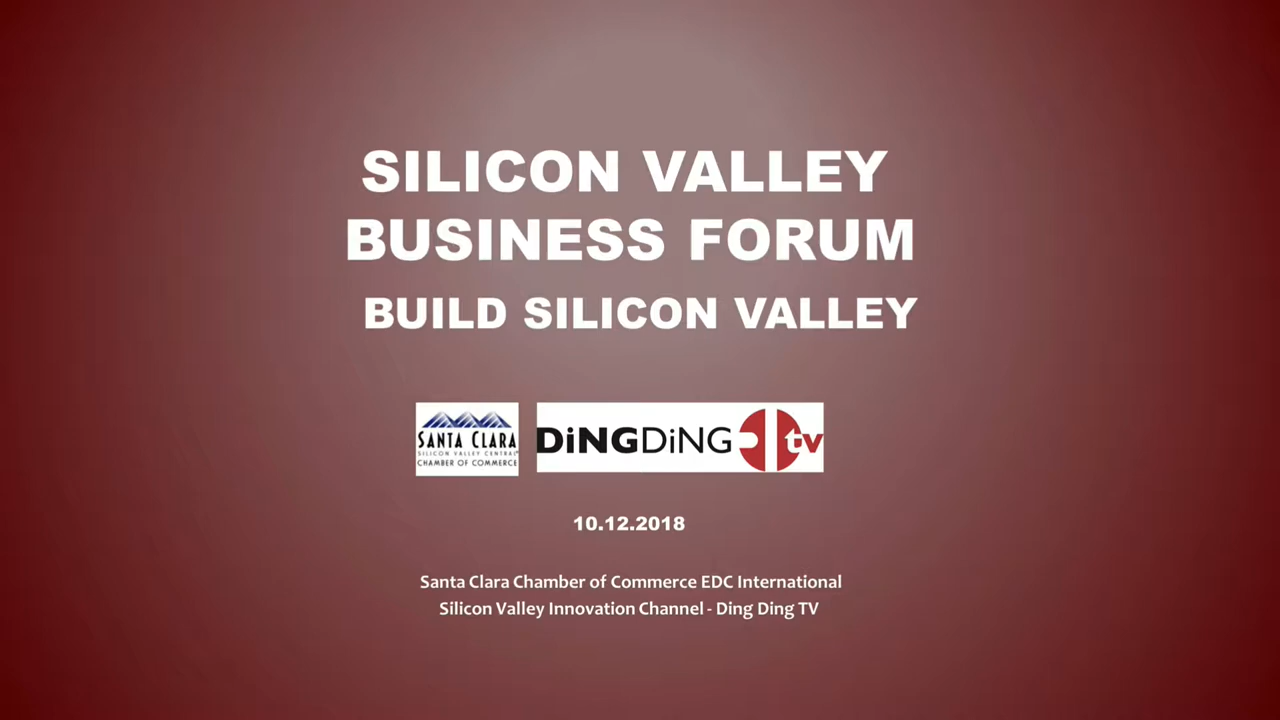 SILICON VALLEY
BUSINESS FORUM
BUILD SILICON VALLEY
SANTA CLARA
SILICON VALLEY CENTRAL
CHAMBER OF COMMERCE
DiNGDiNG tv
10.12.2018
Santa Clara Chamber of Commerce EDC International
Silicon Valley Innovation Channel - Ding Ding TV